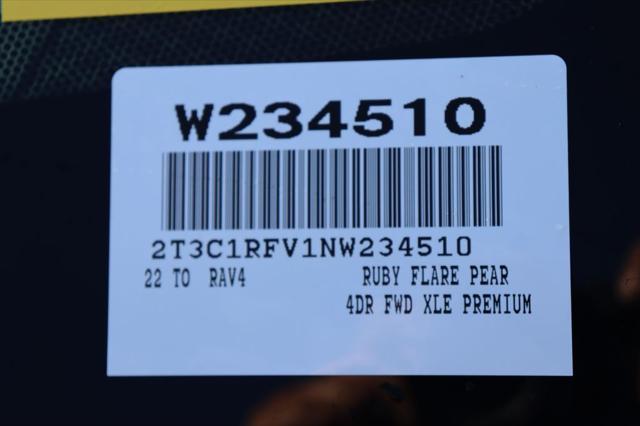 W234510
2T3C1RFV1NW234510
22 TO RAV4 RUBY FLARE PEAR
4DR FWD XLE PREMIUM